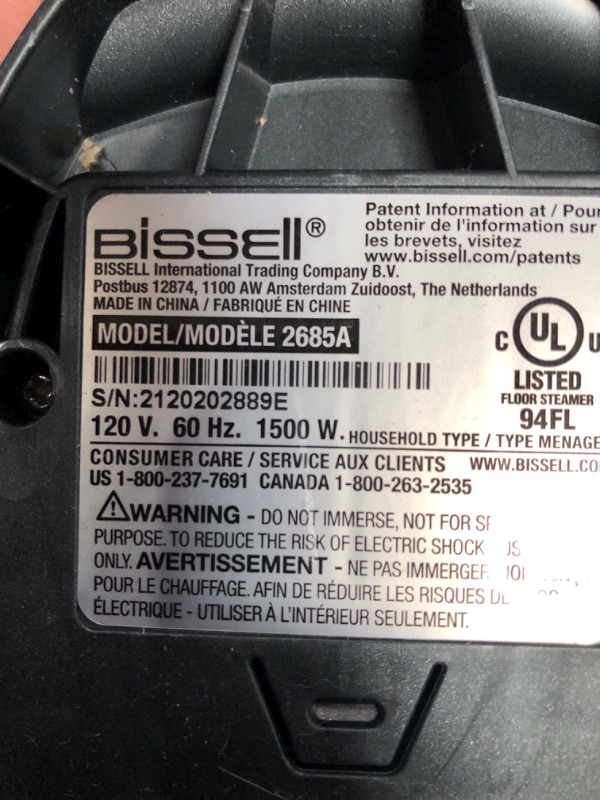 Bissell®
Patent Information at / Pour
obtenir de l'information sur
les brevets, visitez
www.bissell.com/patents
BISSELL International Trading Company B.V.
Postbus 12874, 1100 AW Amsterdam Zuidoost, The Netherlands
MADE IN CHINA / FABRIQUÉ EN CHINE
MODEL/MODÈLE 2685A
C UL U
LISTED
FLOOR STEAMER
94FL
S/N:2120202889E
120 V. 60 Hz. 1500 W. HOUSEHOLD TYPE / TYPE MENAGE
CONSUMER CARE / SERVICE AUX CLIENTS WWW.BISSELL.CO
US 1-800-237-7691 CANADA 1-800-263-2535
WARNING - DO NOT IMMERSE, NOT FOR
PURPOSE. TO REDUCE THE RISK OF ELECTRIC SHOCK
ONLY. AVERTISSEMENT - NE PAS IMMERGER
POUR LE CHAUFFAGE. AFIN DE RÉDUIRE LES RISQUES
ÉLECTRIQUE - UTILISER À L'INTÉRIEUR SEULEMENT.